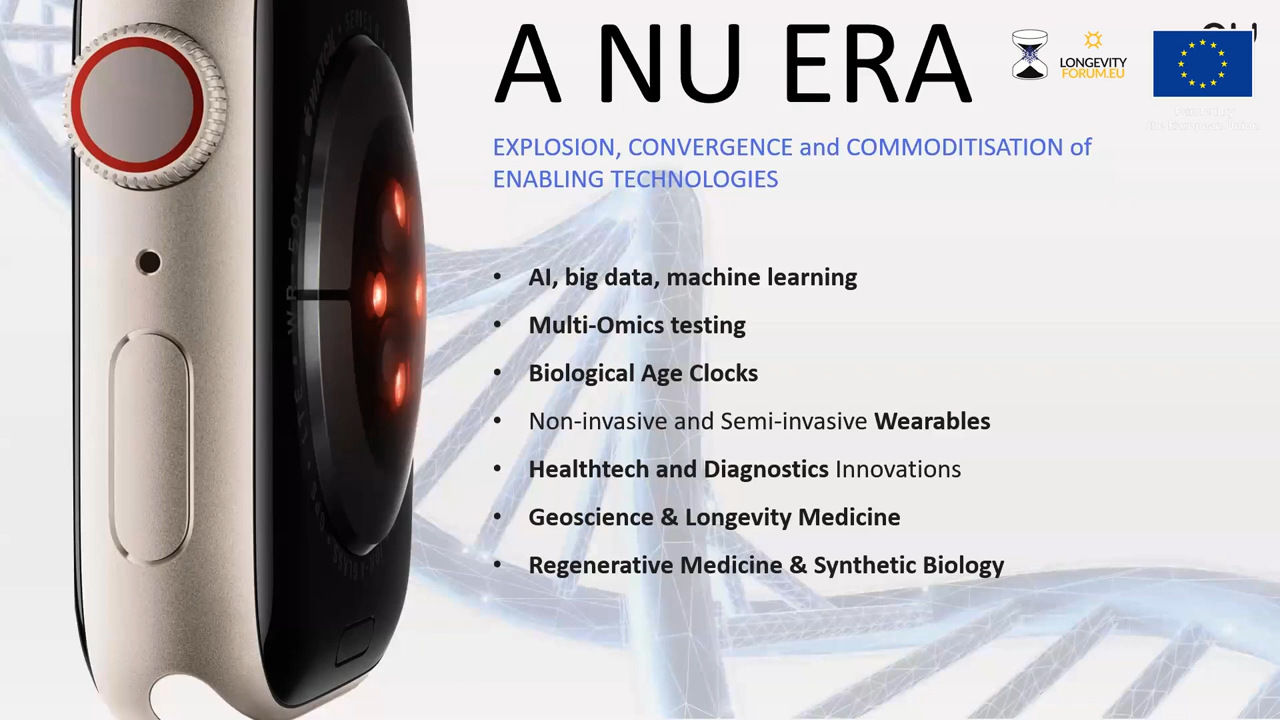 A NU ERA
LONGEVITY
FORUM.EU
EXPLOSION, CONVERGENCE and COMMODITISATION of
ENABLING TECHNOLOGIES
• AI, big data, machine learning
• Multi-Omics testing
• Biological Age Clocks
• Non-invasive and Semi-invasive Wearables
• Healthtech and Diagnostics Innovations
• Geoscience & Longevity Medicine
• Regenerative Medicine & Synthetic Biology